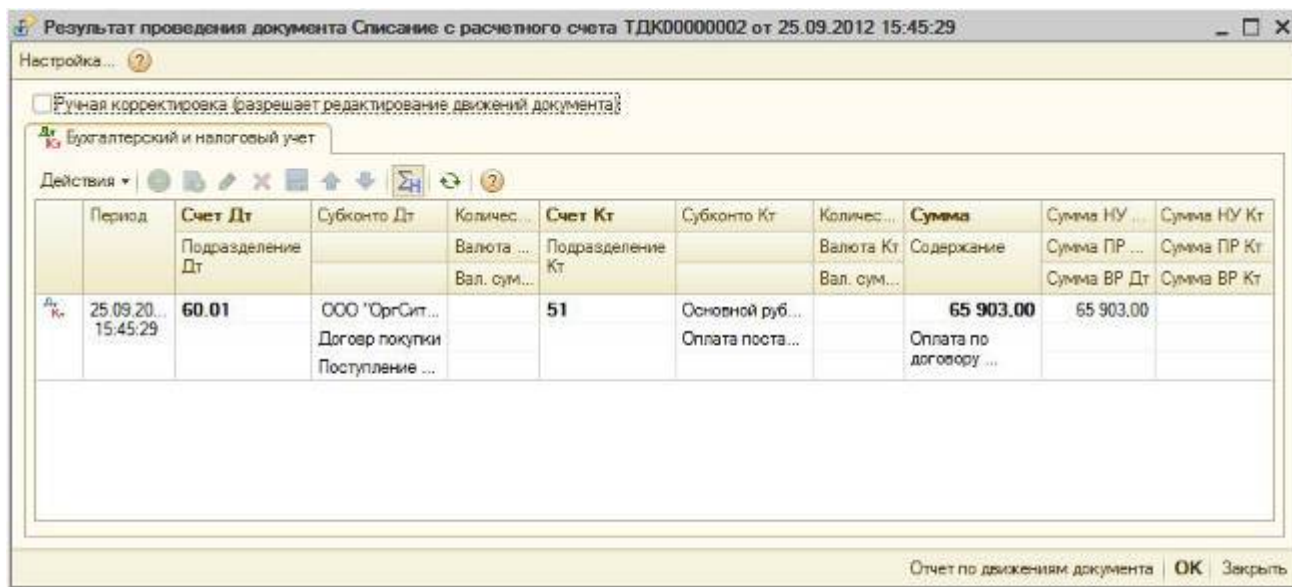 Результат проведения документа Списание с расчетного счета ТДК00000002 от 25.09.2012 15:45:29
Настройка...
Ручная корректировка (разрешает редактирование движений документа)
Дт Кт Бухгалтерский и налоговый учет
Действия
Период Счет Дт Субконто Дт Количес... Счет Кт Субконто Кт Количес... Сумма Сумма НУ ... Сумма НУ Кт
Подразделение Дт Валюта ... Подразделение Кт Валюта Кт Содержание Сумма ПР ... Сумма ПР Кт
Вал. сум... Вал. сум... Сумма ВР Дт Сумма ВР Кт
Дт Кт 25.09.20... 60.01 ООО "ОргСит... 51 Основной руб... 65 903,00 65 903,00
15:45:29 Договр покупки Оплата поста... Оплата по
Поступление ... договору ...
Отчет по движениям документа OK Закрыть